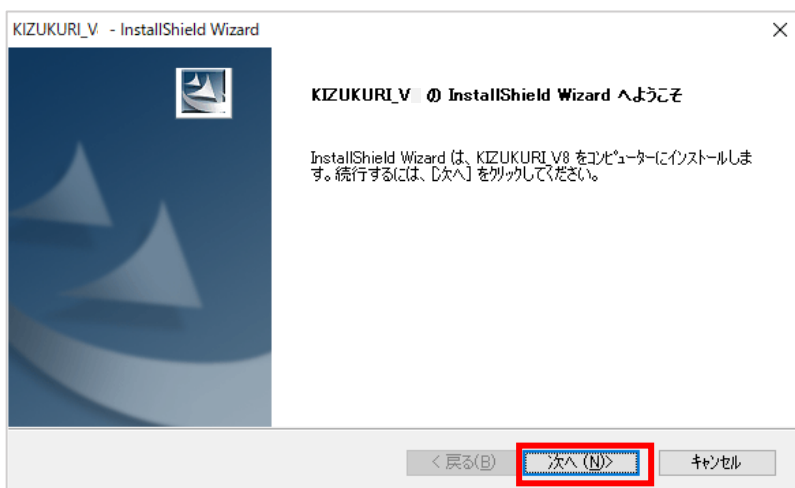 KIZUKURI_V - InstallShield Wizard
KIZUKURI_V の InstallShield Wizard へようこそ
InstallShield Wizard は、KIZUKURI_V8 をコンピューターにインストールしま
す。続行するには、[次へ] をクリックしてください。
< 戻る(B)
次へ (N)>
キャンセル